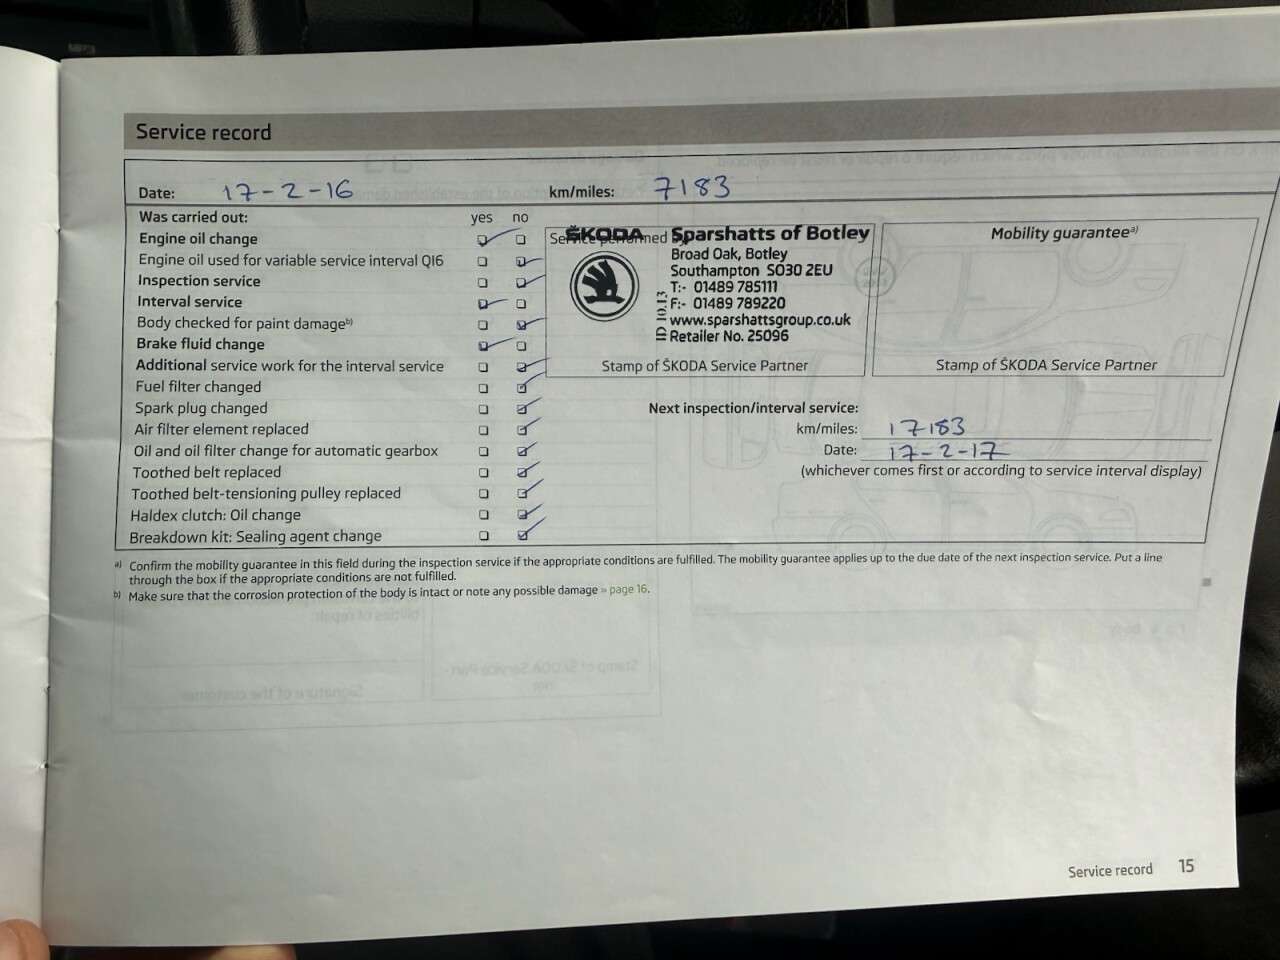 Service record
Date: 17-2-16 km/miles: 7183
Was carried out: yes no
Engine oil change
Engine oil used for variable service interval QI6
Inspection service
Interval service
Body checked for paint damage b)
Brake fluid change
Additional service work for the interval service
Fuel filter changed
Spark plug changed
Air filter element replaced
Oil and oil filter change for automatic gearbox
Toothed belt replaced
Toothed belt-tensioning pulley replaced
Haldex clutch: Oil change
Breakdown kit: Sealing agent change
Service performed by:
ŠKODA
Sparshatts of Botley
Broad Oak, Botley
Southampton SO30 2EU
T:- 01489 785111
F:- 01489 789220
www.sparshattsgroup.co.uk
Retailer No. 25096
ID 10.13
Stamp of ŠKODA Service Partner
Mobility guarantee a)
Stamp of ŠKODA Service Partner
Next inspection/interval service:
km/miles: 17183
Date: 17-2-17
(whichever comes first or according to service interval display)
a) Confirm the mobility guarantee in this field during the inspection service if the appropriate conditions are fulfilled. The mobility guarantee applies up to the due date of the next inspection service. Put a line
through the box if the appropriate conditions are not fulfilled.
b) Make sure that the corrosion protection of the body is intact or note any possible damage » page 16.
Service record 15